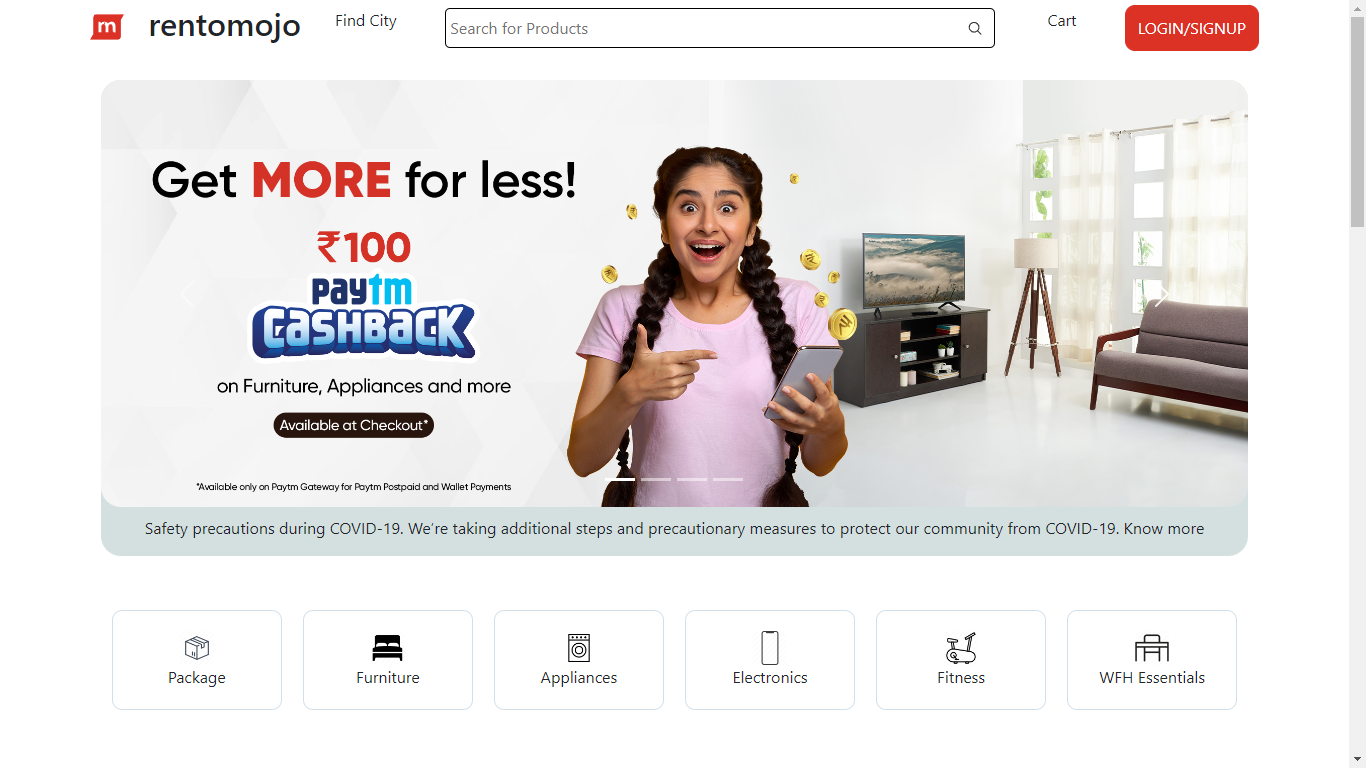 m rentomojo Find City Search for Products Cart LOGIN/SIGNUP
Get MORE for less!
₹100
paytm
CASHBACK
on Furniture, Appliances and more
Available at Checkout*
*Available only on Paytm Gateway for Paytm Postpaid and Wallet Payments
Safety precautions during COVID-19. We’re taking additional steps and precautionary measures to protect our community from COVID-19. Know more
Package Furniture Appliances Electronics Fitness WFH Essentials